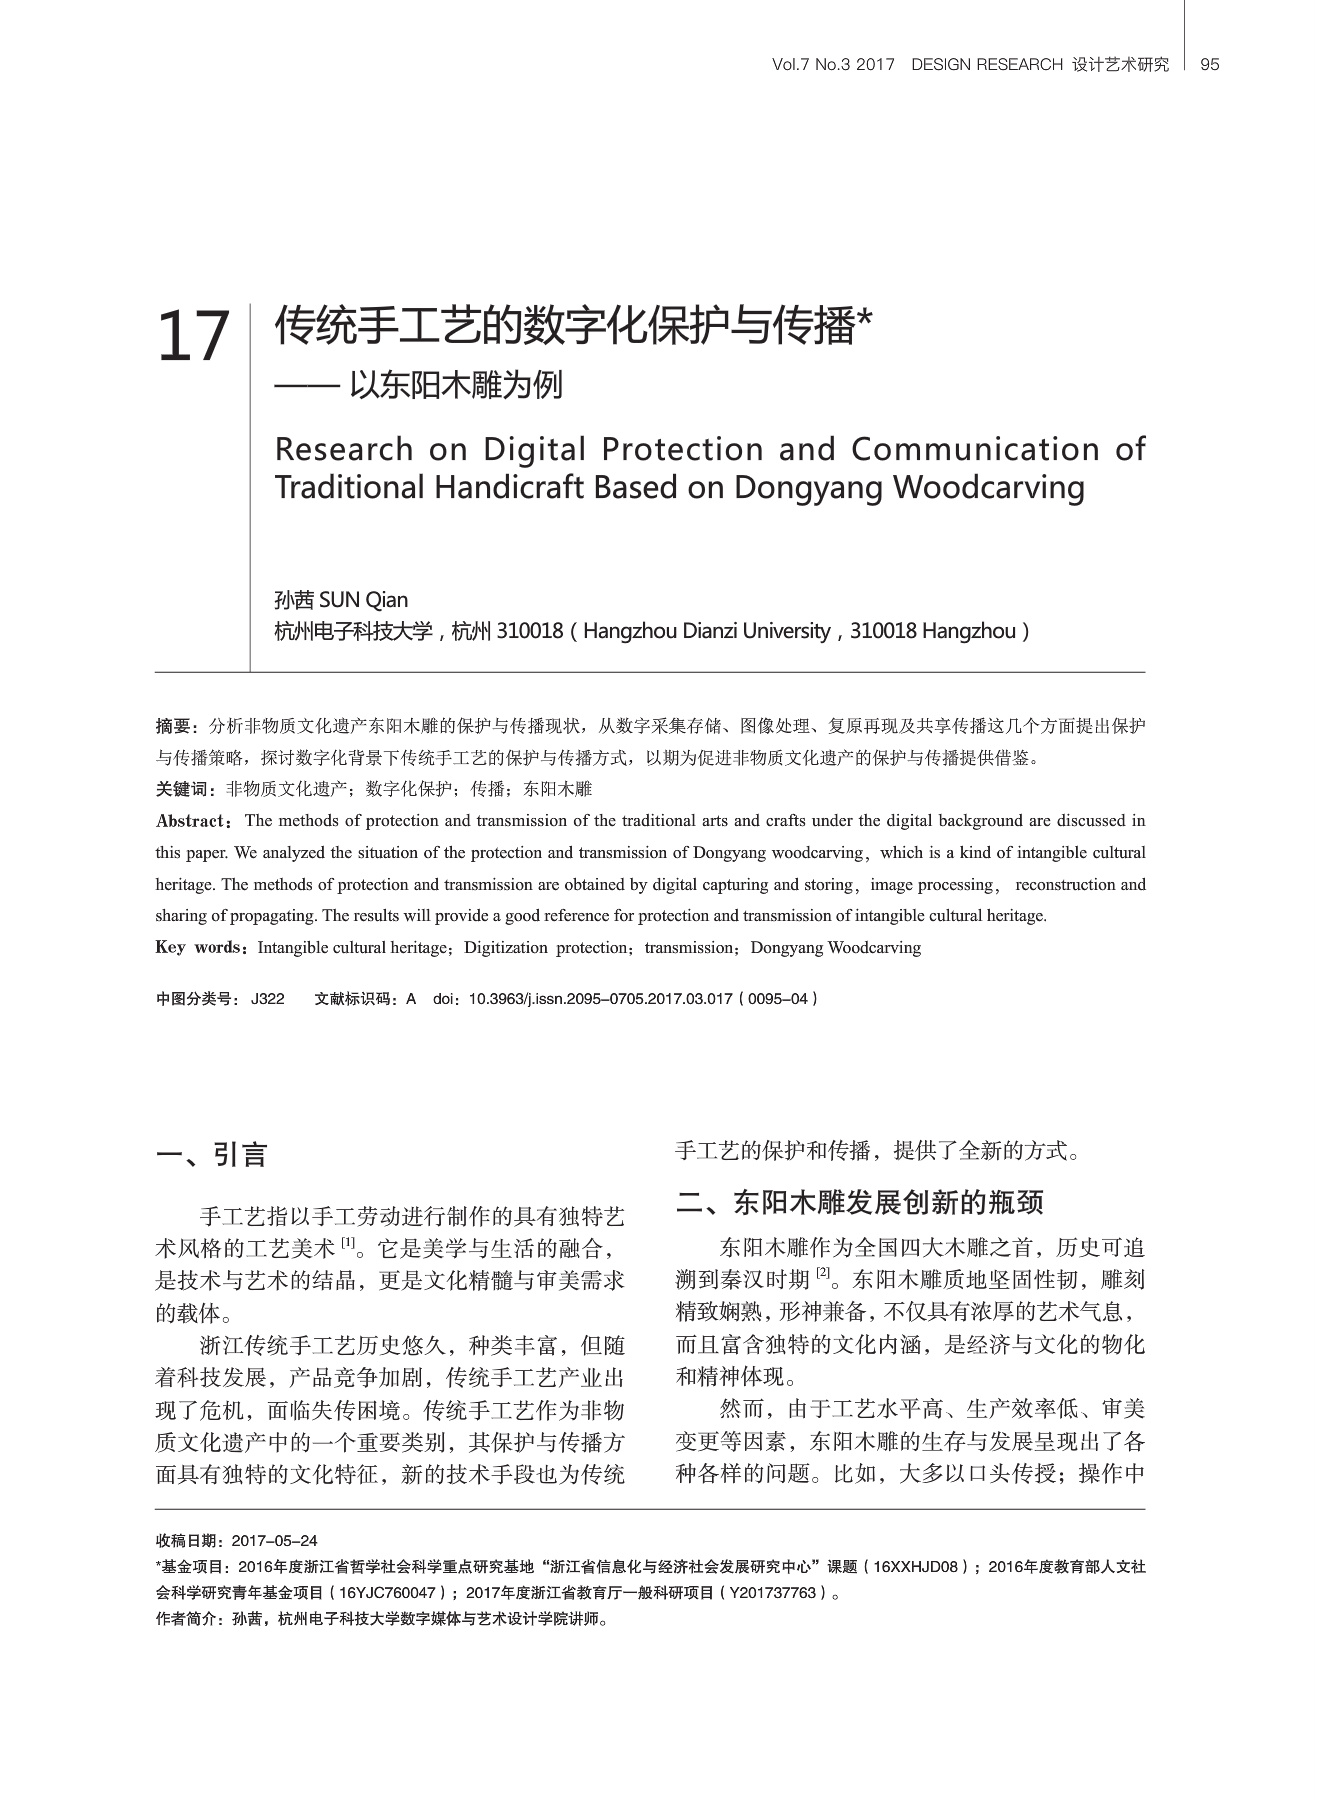 Vol.7 No.3 2017 DESIGN RESEARCH 设计艺术研究 95
17
传统手工艺的数字化保护与传播*
—— 以东阳木雕为例
Research on Digital Protection and Communication of
Traditional Handicraft Based on Dongyang Woodcarving
孙茜 SUN Qian
杭州电子科技大学，杭州 310018（Hangzhou Dianzi University，310018 Hangzhou）
摘要：分析非物质文化遗产东阳木雕的保护与传播现状，从数字采集存储、图像处理、复原再现及共享传播这几个方面提出保护
与传播策略，探讨数字化背景下传统手工艺的保护与传播方式，以期为促进非物质文化遗产的保护与传播提供借鉴。
关键词：非物质文化遗产；数字化保护；传播；东阳木雕
Abstract：The methods of protection and transmission of the traditional arts and crafts under the digital background are discussed in
this paper. We analyzed the situation of the protection and transmission of Dongyang woodcarving，which is a kind of intangible cultural
heritage. The methods of protection and transmission are obtained by digital capturing and storing，image processing， reconstruction and
sharing of propagating. The results will provide a good reference for protection and transmission of intangible cultural heritage.
Key words：Intangible cultural heritage；Digitization protection；transmission；Dongyang Woodcarving
中图分类号：J322 文献标识码：A doi：10.3963/j.issn.2095-0705.2017.03.017（0095-04）
一、引言
手工艺指以手工劳动进行制作的具有独特艺
术风格的工艺美术 [1]。它是美学与生活的融合，
是技术与艺术的结晶，更是文化精髓与审美需求
的载体。
浙江传统手工艺历史悠久，种类丰富，但随
着科技发展，产品竞争加剧，传统手工艺产业出
现了危机，面临失传困境。传统手工艺作为非物
质文化遗产中的一个重要类别，其保护与传播方
面具有独特的文化特征，新的技术手段也为传统
手工艺的保护和传播，提供了全新的方式。
二、东阳木雕发展创新的瓶颈
东阳木雕作为全国四大木雕之首，历史可追
溯到秦汉时期 [2]。东阳木雕质地坚固性韧，雕刻
精致娴熟，形神兼备，不仅具有浓厚的艺术气息，
而且富含独特的文化内涵，是经济与文化的物化
和精神体现。
然而，由于工艺水平高、生产效率低、审美
变更等因素，东阳木雕的生存与发展呈现出了各
种各样的问题。比如，大多以口头传授；操作中
收稿日期：2017-05-24
*基金项目：2016年度浙江省哲学社会科学重点研究基地“浙江省信息化与经济社会发展研究中心”课题（16XXHJD08）；2016年度教育部人文社
会科学研究青年基金项目（16YJC760047）；2017年度浙江省教育厅一般科研项目（Y201737763）。
作者简介：孙茜，杭州电子科技大学数字媒体与艺术设计学院讲师。